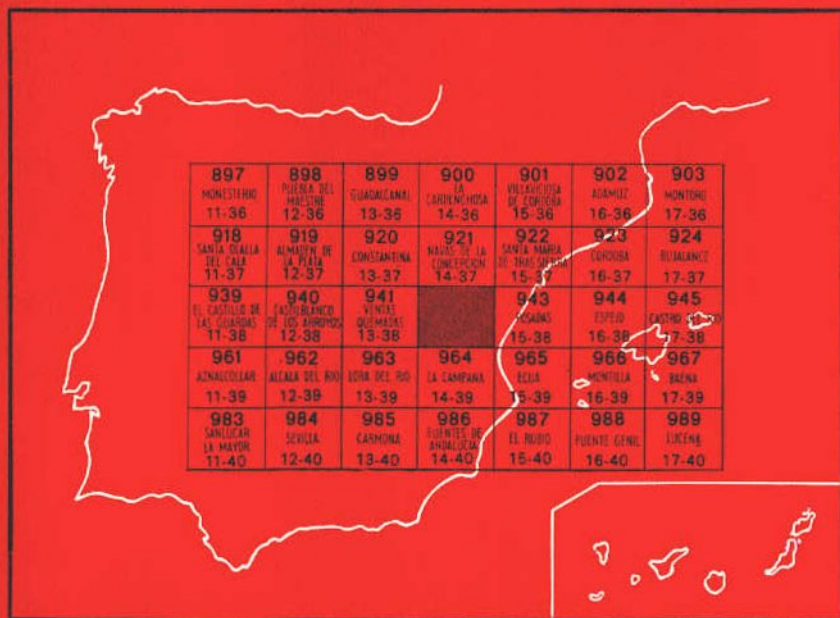 897
MONESTERIO
11-36
898
PUEBLA DEL
MAESTRE
12-36
899
GUADALCANAL
13-36
900
LA
CARDENCHOSA
14-36
901
VILLAVICIOSA
DE CORDOBA
15-36
902
ADAMUZ
16-36
903
MONTORO
17-36
918
SANTA OLALLA
DEL CALA
11-37
919
ALMADEN DE
LA PLATA
12-37
920
CONSTANTINA
13-37
921
NAVAS DE LA
CONCEPCION
14-37
922
SANTA MARIA
DE TRASSIERRA
15-37
923
CORDOBA
16-37
924
BUJALANCE
17-37
939
EL CASTILLO DE
LAS GUARDAS
11-38
940
CASTILBLANCO
DE LOS ARROYOS
12-38
941
VENTAS
QUEMADAS
13-38
943
POSADAS
15-38
944
ESPEJO
16-38
945
CASTRO
17-38
961
AZNALCOLLAR
11-39
962
ALCALA DEL RIO
12-39
963
LORA DEL RIO
13-39
964
LA CAMPANA
14-39
965
ECIJA
15-39
966
MONTILLA
16-39
967
BAENA
17-39
983
SANLUCAR
LA MAYOR
11-40
984
SEVILLA
12-40
985
CARMONA
13-40
986
FUENTES DE
ANDALUCIA
14-40
987
EL RUBIO
15-40
988
PUENTE GENIL
16-40
989
LUCENA
17-40